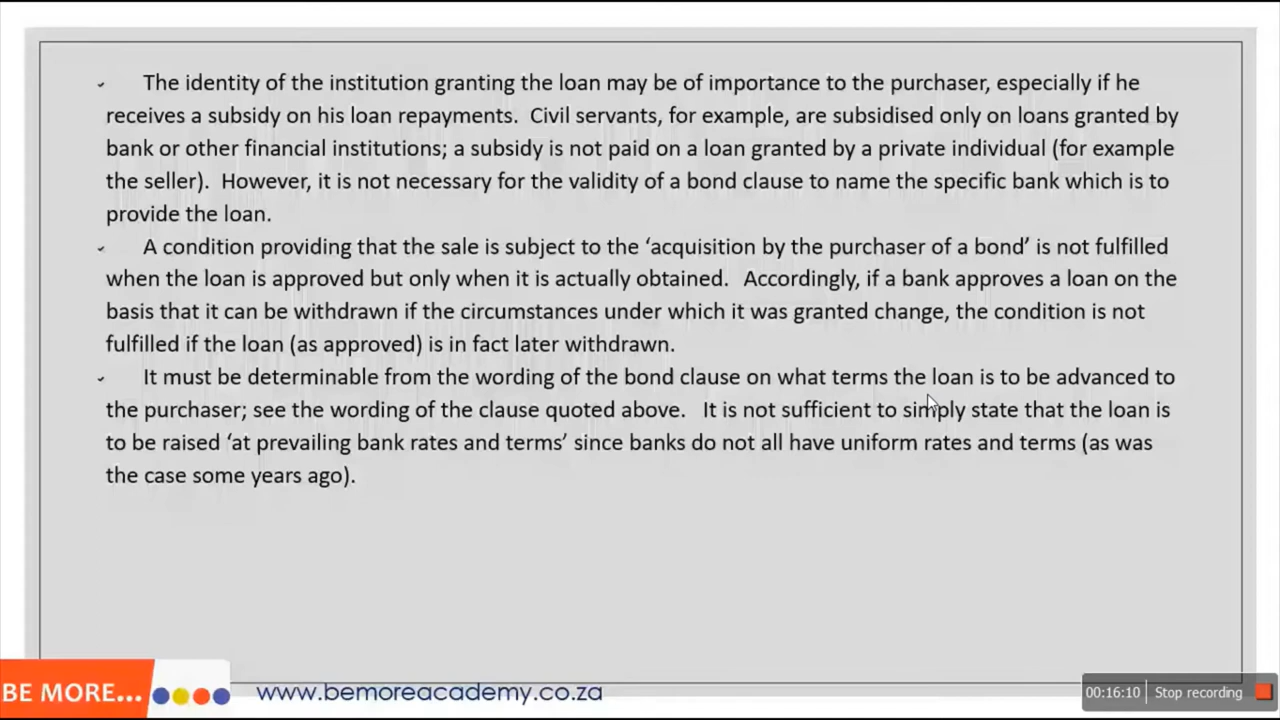 ✓ The identity of the institution granting the loan may be of importance to the purchaser, especially if he
receives a subsidy on his loan repayments. Civil servants, for example, are subsidised only on loans granted by
bank or other financial institutions; a subsidy is not paid on a loan granted by a private individual (for example
the seller). However, it is not necessary for the validity of a bond clause to name the specific bank which is to
provide the loan.
✓ A condition providing that the sale is subject to the ‘acquisition by the purchaser of a bond’ is not fulfilled
when the loan is approved but only when it is actually obtained. Accordingly, if a bank approves a loan on the
basis that it can be withdrawn if the circumstances under which it was granted change, the condition is not
fulfilled if the loan (as approved) is in fact later withdrawn.
✓ It must be determinable from the wording of the bond clause on what terms the loan is to be advanced to
the purchaser; see the wording of the clause quoted above. It is not sufficient to simply state that the loan is
to be raised ‘at prevailing bank rates and terms’ since banks do not all have uniform rates and terms (as was
the case some years ago).
BE MORE... www.bemoreacademy.co.za
00:16:10 Stop recording